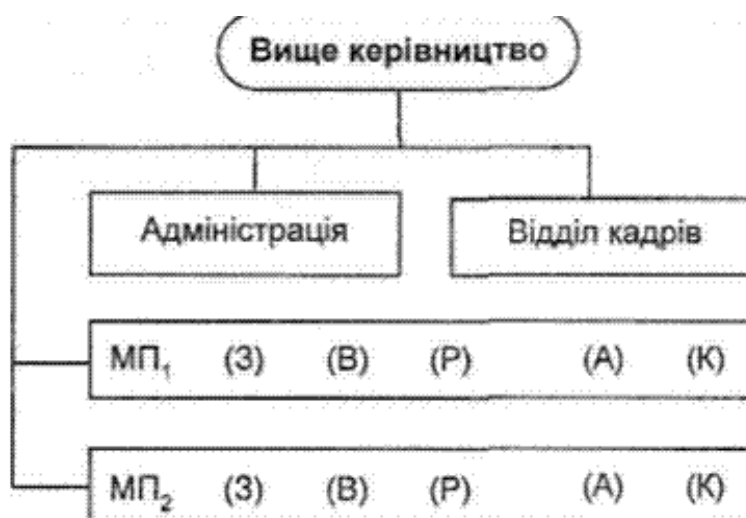 Вище керівництво
Адміністрація
Відділ кадрів
МП₁ (З) (В) (Р) (А) (К)
МП₂ (З) (В) (Р) (А) (К)